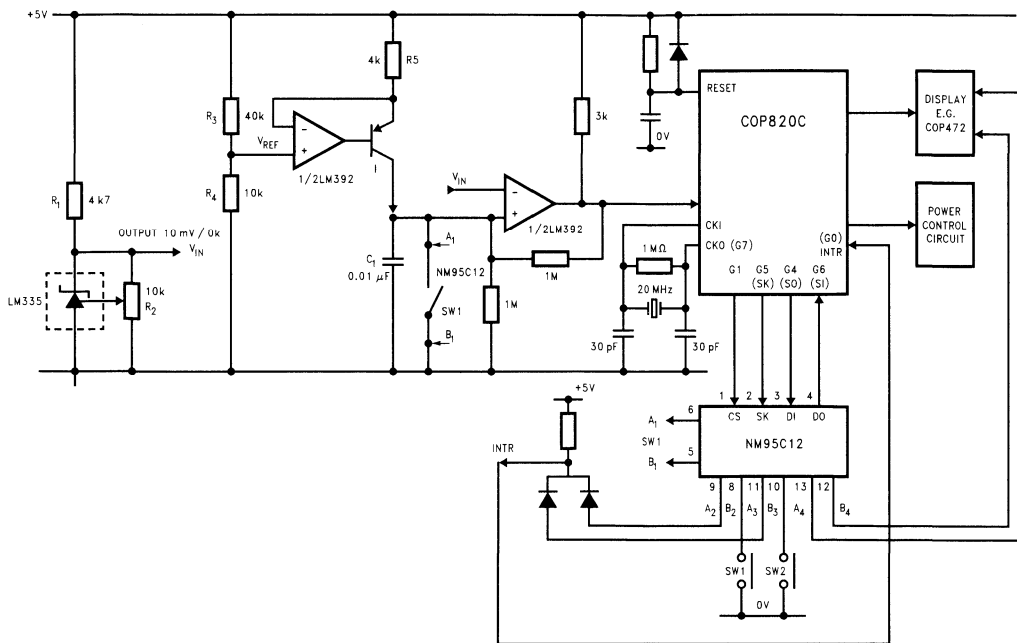 +5V
4k
R5
R3
40k
VREF
−
+
1/2LM392
I
R4
10k
R1
4k7
OUTPUT 10 mV / 0k
VIN
LM335
10k
R2
C1
0.01 μF
A1
NM95C12
SW1
B1
1M
VIN
−
+
1/2LM392
1M
3k
0V
RESET
COP820C
CKI
CKO (G7)
1 MΩ
20 MHz
30 pF
30 pF
G1
G5
(SK)
G4
(SO)
G6
(SI)
(G0)
INTR
DISPLAY
E.G.
COP472
POWER
CONTROL
CIRCUIT
+5V
INTR
1
2
3
4
CS
SK
DI
DO
NM95C12
A1
6
SW1
B1
5
9
8
11
10
13
12
A2
B2
A3
B3
A4
B4
SW1
SW2
0V